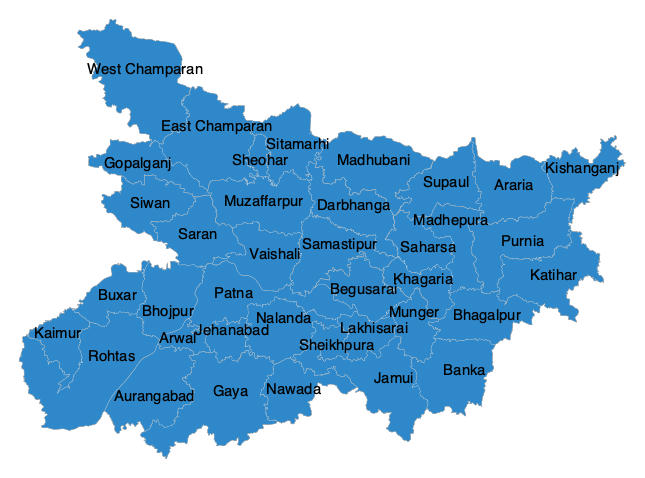 West Champaran
East Champaran
Sitamarhi
Sheohar
Gopalganj
Madhubani
Kishanganj
Supaul
Araria
Siwan
Muzaffarpur
Darbhanga
Madhepura
Saran
Samastipur
Saharsa
Purnia
Vaishali
Khagaria
Katihar
Buxar
Patna
Begusarai
Bhojpur
Nalanda
Munger
Bhagalpur
Kaimur
Jehanabad
Lakhisarai
Arwal
Sheikhpura
Rohtas
Banka
Jamui
Gaya
Nawada
Aurangabad